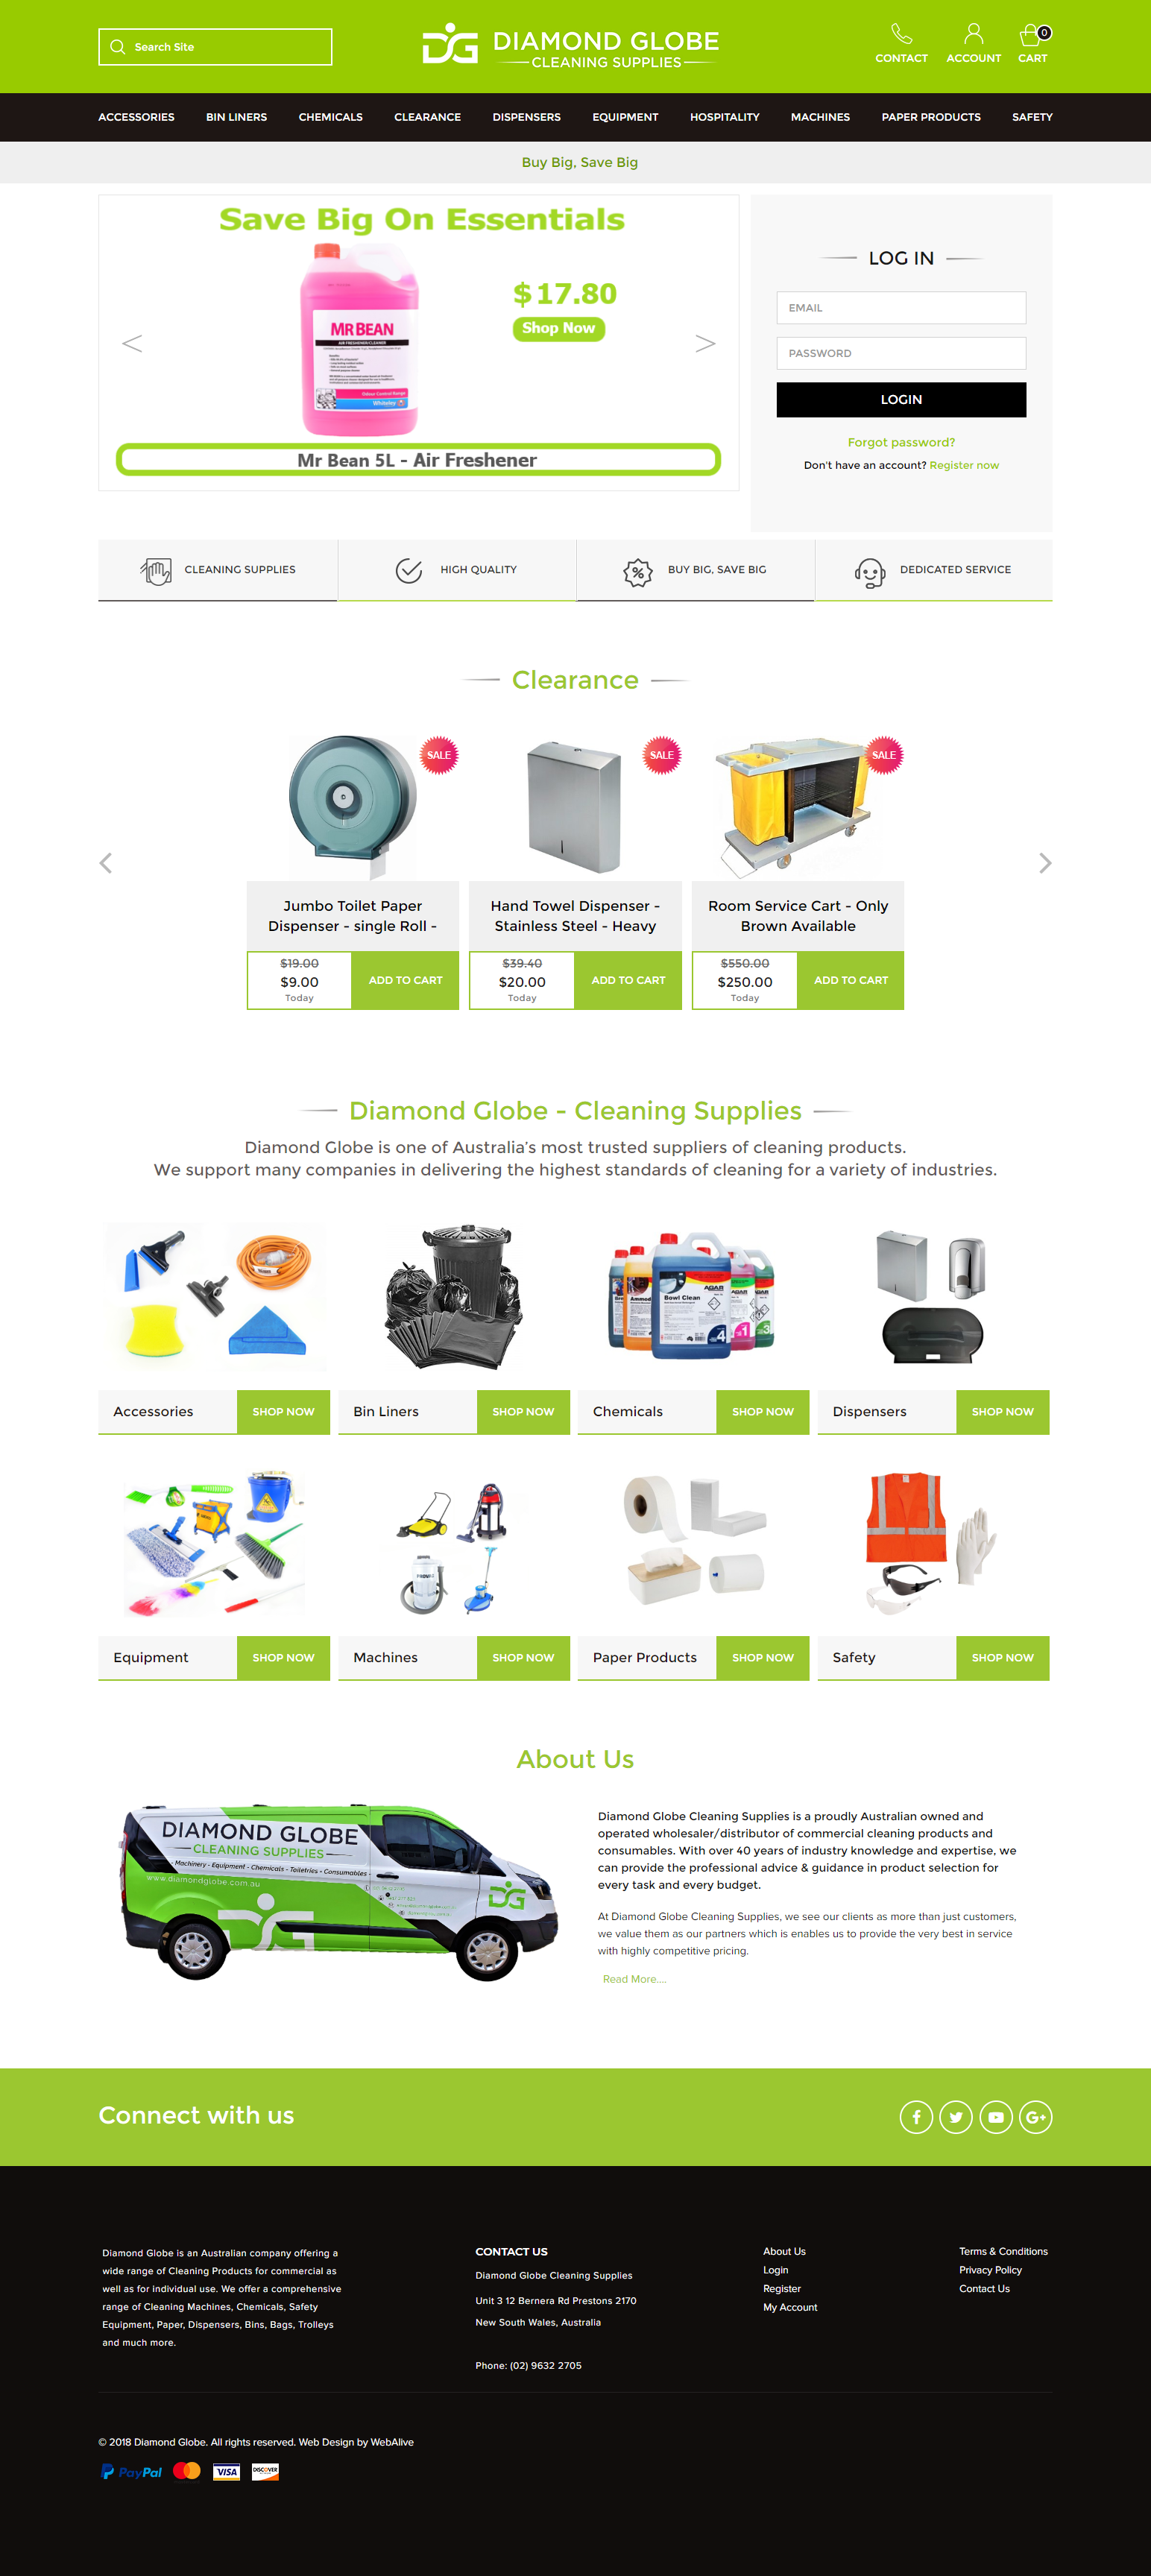 Search Site
DG DIAMOND GLOBE
CLEANING SUPPLIES
CONTACT
ACCOUNT
0
CART
ACCESSORIES
BIN LINERS
CHEMICALS
CLEARANCE
DISPENSERS
EQUIPMENT
HOSPITALITY
MACHINES
PAPER PRODUCTS
SAFETY
Buy Big, Save Big
Save Big On Essentials
MR BEAN
AIR FRESHENER/CLEANER
$17.80
Shop Now
Mr Bean 5L - Air Freshener
LOG IN
EMAIL
PASSWORD
LOGIN
Forgot password?
Don't have an account? Register now
CLEANING SUPPLIES
HIGH QUALITY
BUY BIG, SAVE BIG
DEDICATED SERVICE
Clearance
SALE
SALE
SALE
Jumbo Toilet Paper
Dispenser - single Roll -
$19.00
$9.00
Today
ADD TO CART
Hand Towel Dispenser -
Stainless Steel - Heavy
$39.40
$20.00
Today
ADD TO CART
Room Service Cart - Only
Brown Available
$550.00
$250.00
Today
ADD TO CART
Diamond Globe - Cleaning Supplies
Diamond Globe is one of Australia's most trusted suppliers of cleaning products.
We support many companies in delivering the highest standards of cleaning for a variety of industries.
AGAR
Bowl Clean
4
AGAR
Accessories
SHOP NOW
Bin Liners
SHOP NOW
Chemicals
SHOP NOW
Dispensers
SHOP NOW
Equipment
SHOP NOW
Machines
SHOP NOW
Paper Products
SHOP NOW
Safety
SHOP NOW
About Us
DIAMOND GLOBE
CLEANING SUPPLIES
Machinery - Equipment - Chemicals - Toiletries - Consumables
www.diamondglobe.com.au
DG
Diamond Globe Cleaning Supplies is a proudly Australian owned and
operated wholesaler/distributor of commercial cleaning products and
consumables. With over 40 years of industry knowledge and expertise, we
can provide the professional advice & guidance in product selection for
every task and every budget.
At Diamond Globe Cleaning Supplies, we see our clients as more than just customers,
we value them as our partners which is enables us to provide the very best in service
with highly competitive pricing.
Read More....
Connect with us
Diamond Globe is an Australian company offering a
wide range of Cleaning Products for commercial as
well as for individual use. We offer a comprehensive
range of Cleaning Machines, Chemicals, Safety
Equipment, Paper, Dispensers, Bins, Bags, Trolleys
and much more.
CONTACT US
Diamond Globe Cleaning Supplies
Unit 3 12 Bernera Rd Prestons 2170
New South Wales, Australia
Phone: (02) 9632 2705
About Us
Login
Register
My Account
Terms & Conditions
Privacy Policy
Contact Us
© 2018 Diamond Globe. All rights reserved. Web Design by WebAlive
PayPal
VISA
DISCOVER